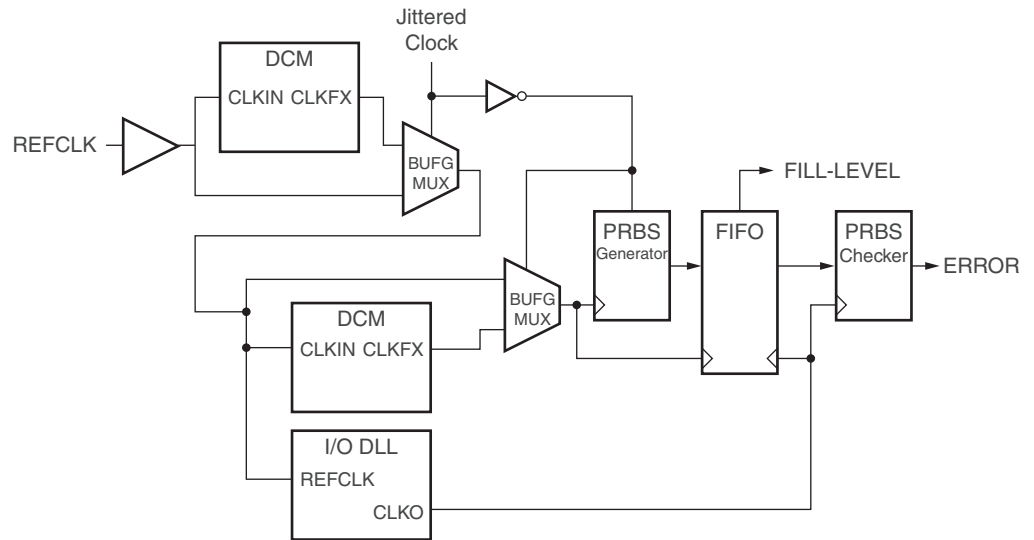 Jittered
Clock
DCM
CLKIN CLKFX
REFCLK
BUFG
MUX
FILL-LEVEL
PRBS
Generator
FIFO
PRBS
Checker
ERROR
BUFG
MUX
DCM
CLKIN CLKFX
I/O DLL
REFCLK
CLKO